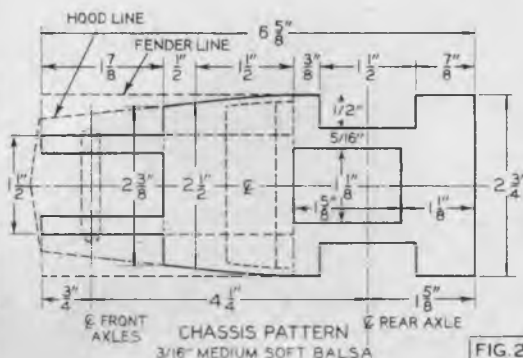 HOOD LINE
6 5/8"
FENDER LINE
1 7/8" 1/2" 1 1/2" 3/8" 1 1/2" 7/8"
1/2"
5/16"
1 1/2" 2 3/8" 2 1/2" ℄ 1 1/8" 2 3/4"
1 5/8" 1 1/8"
3/4" 4 1/4" 1 5/8"
℄ FRONT AXLES
℄ REAR AXLE
CHASSIS PATTERN
3/16" MEDIUM SOFT BALSA
FIG. 2